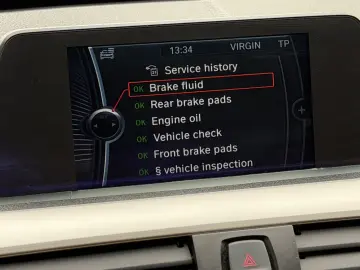 13:34 VIRGIN TP
Service history
OK Brake fluid
OK Rear brake pads
OK Engine oil
OK Vehicle check
OK Front brake pads
OK § vehicle inspection